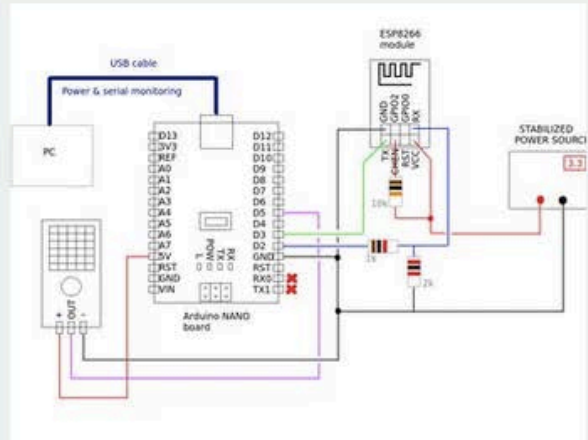 ESP8266
module
USB cable
Power & serial monitoring
PC
STABILIZED
POWER SOURCE
3.3
GND
GPIO2
GPIO0
RX
TX
CH_EN
RST
VCC
10k
1k
2k
D13
3V3
REF
A0
A1
A2
A3
A4
A5
A6
A7
5V
RST
GND
VIN
D12
D11
D10
D9
D8
D7
D6
D5
D4
D3
D2
GND
RST
RX0
TX1
L
POW
TX
RX
Arduino NANO
board
+
OUT
-